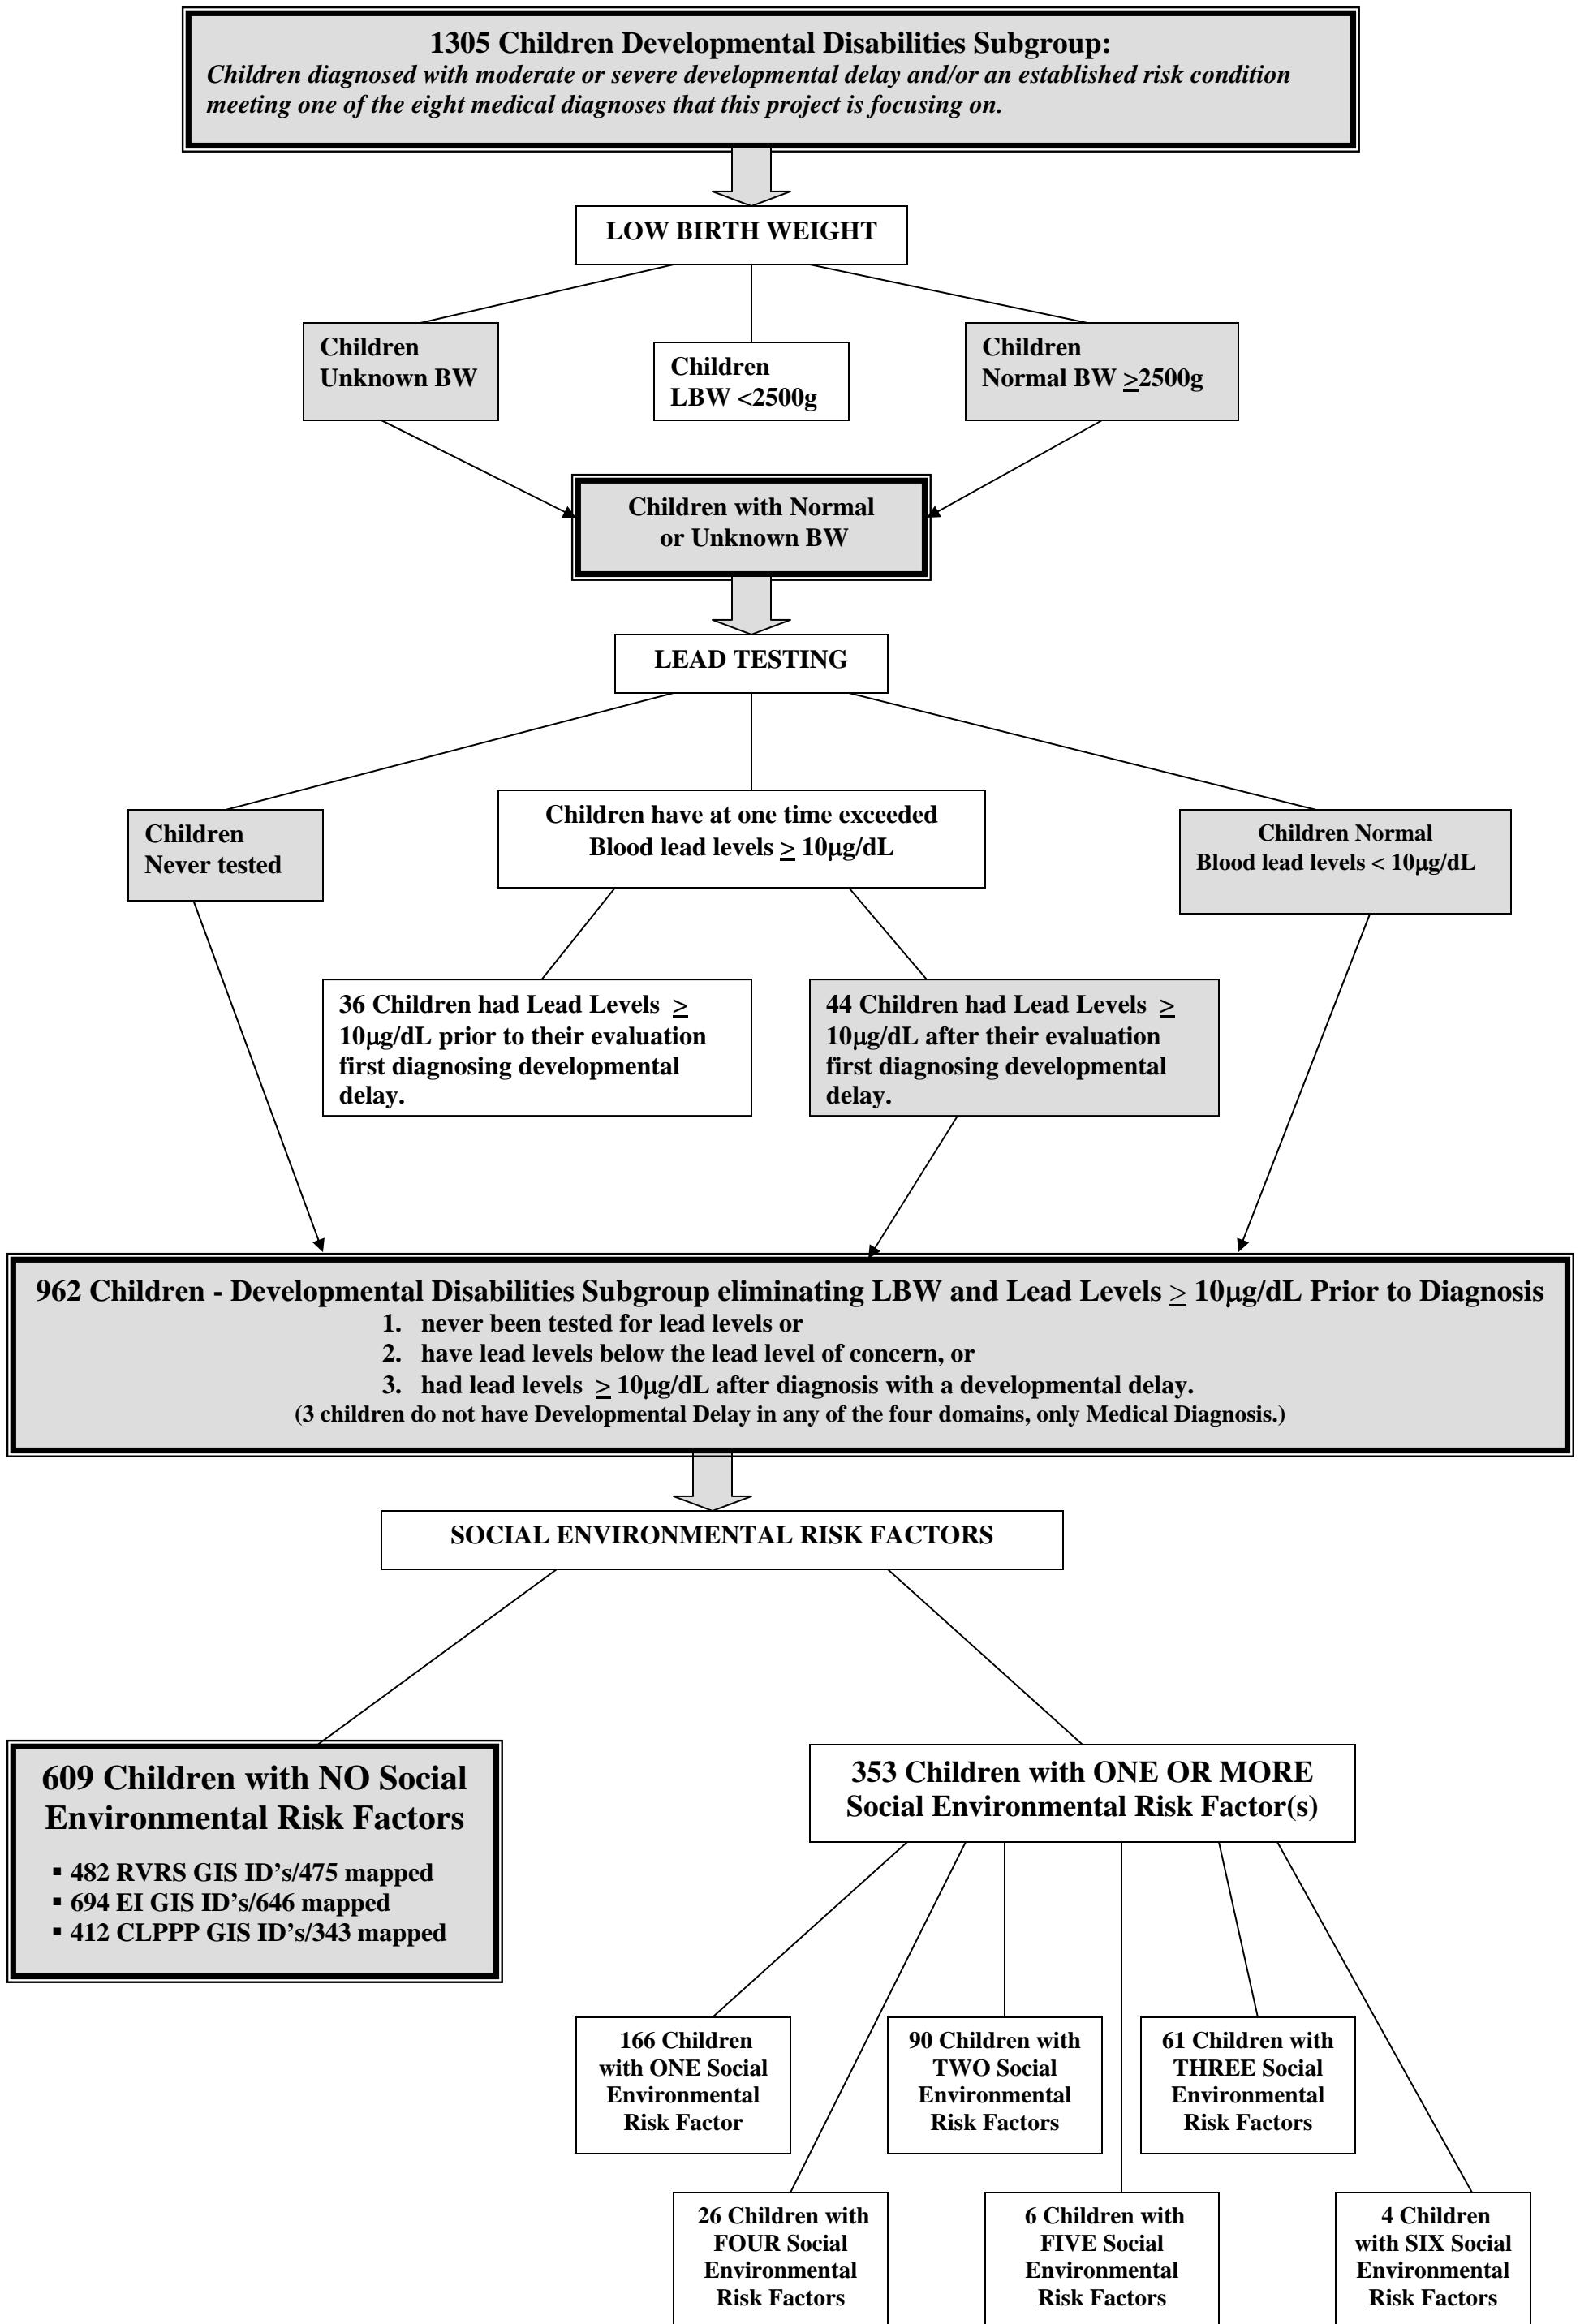 1305 Children Developmental Disabilities Subgroup:
Children diagnosed with moderate or severe developmental delay and/or an established risk condition
meeting one of the eight medical diagnoses that this project is focusing on.
LOW BIRTH WEIGHT
Children
Unknown BW
Children
LBW <2500g
Children
Normal BW ≥2500g
Children with Normal
or Unknown BW
LEAD TESTING
Children
Never tested
Children have at one time exceeded
Blood lead levels ≥ 10µg/dL
Children Normal
Blood lead levels < 10µg/dL
36 Children had Lead Levels ≥
10µg/dL prior to their evaluation
first diagnosing developmental
delay.
44 Children had Lead Levels ≥
10µg/dL after their evaluation
first diagnosing developmental
delay.
962 Children - Developmental Disabilities Subgroup eliminating LBW and Lead Levels ≥ 10µg/dL Prior to Diagnosis
1. never been tested for lead levels or
2. have lead levels below the lead level of concern, or
3. had lead levels ≥ 10µg/dL after diagnosis with a developmental delay.
(3 children do not have Developmental Delay in any of the four domains, only Medical Diagnosis.)
SOCIAL ENVIRONMENTAL RISK FACTORS
609 Children with NO Social
Environmental Risk Factors
▪ 482 RVRS GIS ID’s/475 mapped
▪ 694 EI GIS ID’s/646 mapped
▪ 412 CLPPP GIS ID’s/343 mapped
353 Children with ONE OR MORE
Social Environmental Risk Factor(s)
166 Children
with ONE Social
Environmental
Risk Factor
90 Children with
TWO Social
Environmental
Risk Factors
61 Children with
THREE Social
Environmental
Risk Factors
26 Children with
FOUR Social
Environmental
Risk Factors
6 Children with
FIVE Social
Environmental
Risk Factors
4 Children
with SIX Social
Environmental
Risk Factors